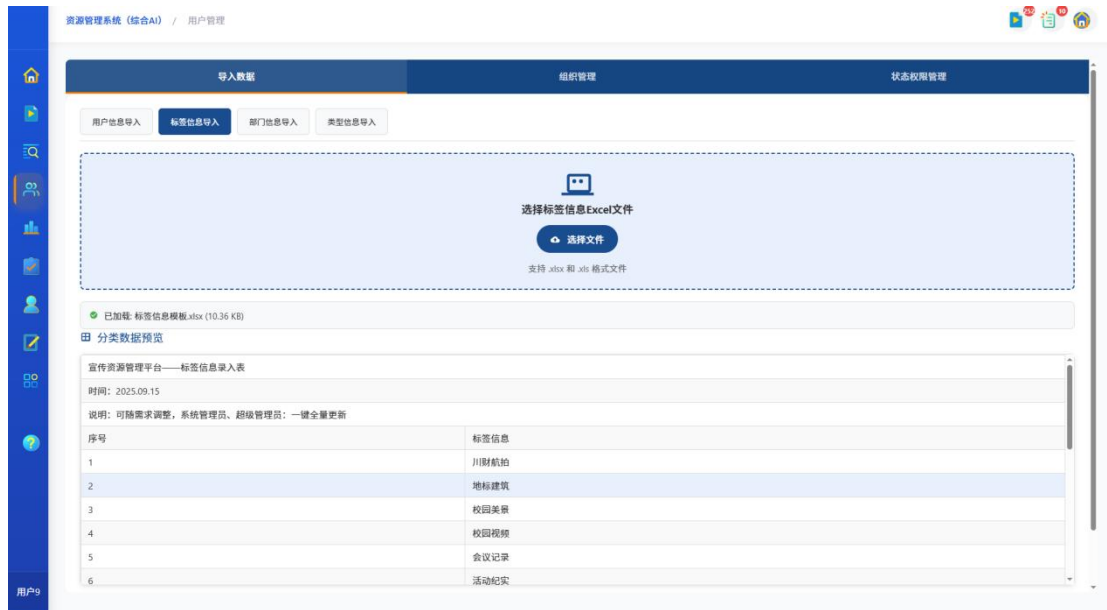 资源管理系统（综合AI） / 用户管理
252
10
导入数据 组织管理 状态权限管理
用户信息导入 标签信息导入 部门信息导入 类型信息导入
选择标签信息Excel文件
选择文件
支持 .xlsx 和 .xls 格式文件
已加载: 标签信息模板.xlsx (10.36 KB)
分类数据预览
宣传资源管理平台——标签信息录入表
时间：2025.09.15
说明：可随需求调整，系统管理员、超级管理员：一键全量更新
序号 标签信息
1 川财航拍
2 地标建筑
3 校园美景
4 校园视频
5 会议记录
6 活动纪实
用户9